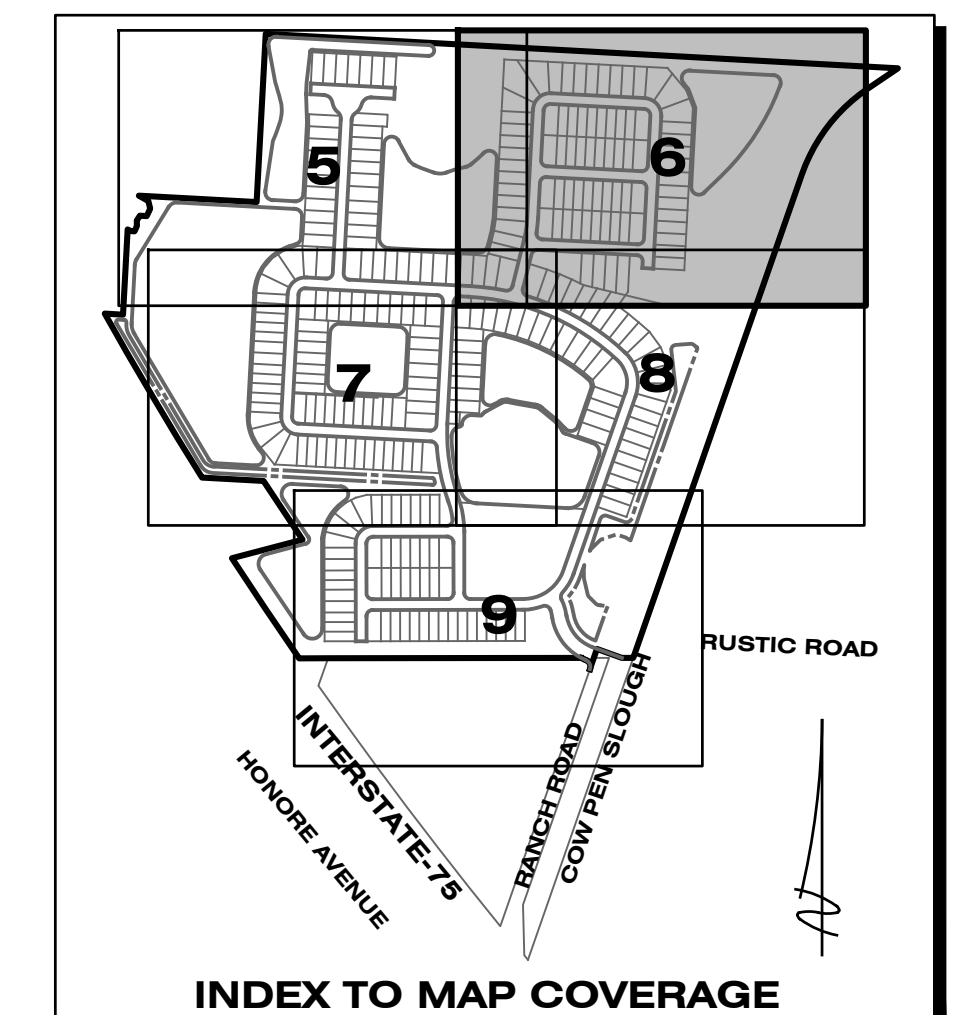 5
6
7
8
9
RUSTIC ROAD
INTERSTATE-75
HONORE AVENUE
RANCH ROAD
COW PEN SLOUGH
N
INDEX TO MAP COVERAGE